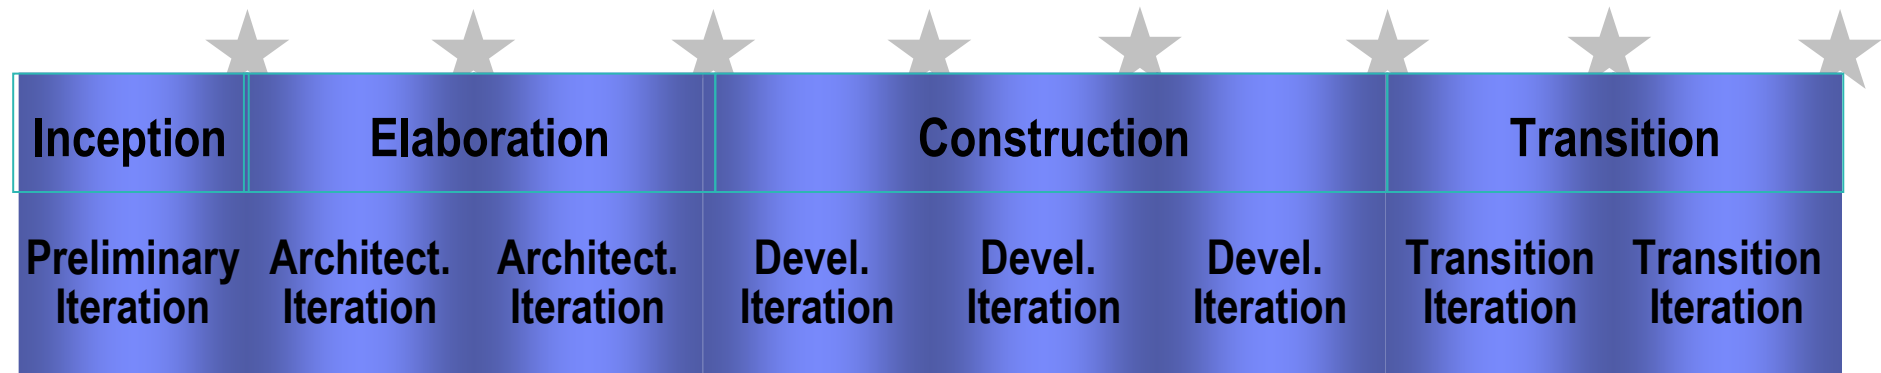 Inception Elaboration Construction Transition
Preliminary Architect. Architect. Devel. Devel. Devel. Transition Transition
Iteration Iteration Iteration Iteration Iteration Iteration Iteration Iteration